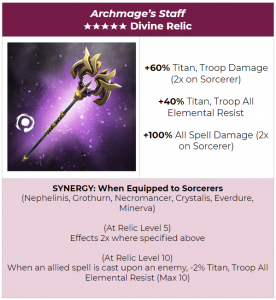 Archmage's Staff
★★★★★ Divine Relic
+60% Titan, Troop Damage
(2x on Sorcerer)
+40% Titan, Troop All
Elemental Resist
+100% All Spell Damage (2x
on Sorcerer)
SYNERGY: When Equipped to Sorcerers
(Nephelinis, Grothurn, Necromancer, Crystalis, Everdure,
Minerva)
(At Relic Level 5)
Effects 2x where specified above
(At Relic Level 10)
When an allied spell is cast upon an enemy, -2% Titan, Troop All
Elemental Resist (Max 10)